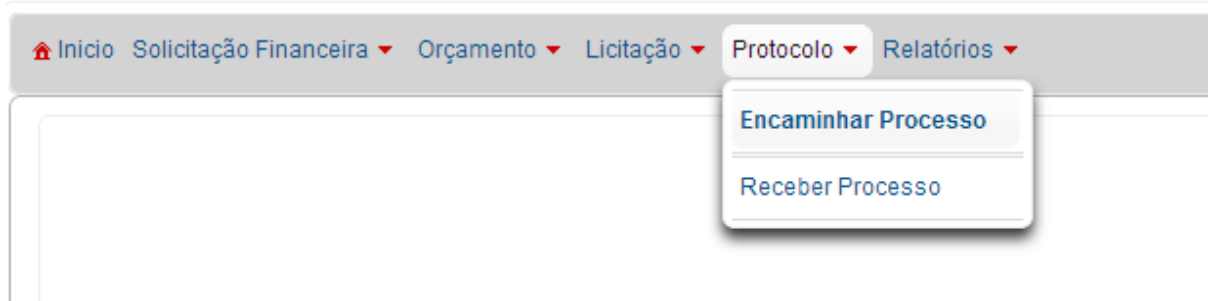 Inicio Solicitação Financeira Orçamento Licitação Protocolo Relatórios
Encaminhar Processo
Receber Processo